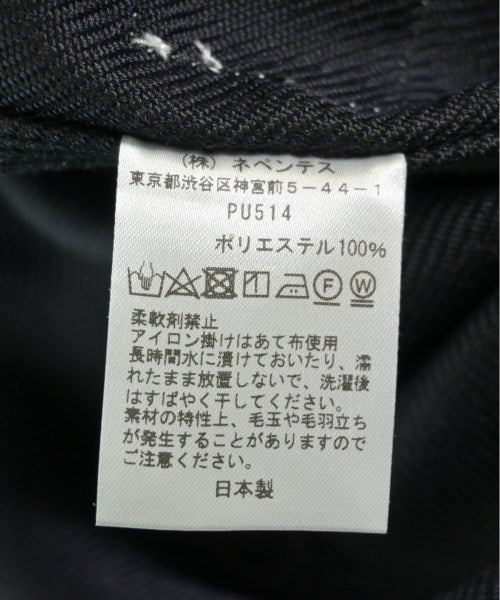 (株) ネペンテス
東京都渋谷区神宮前5-44-1
PU514
ポリエステル100%
F W
柔軟剤禁止
アイロン掛けはあて布使用
長時間水に漬けておいたり、濡
れたまま放置しないで、洗濯後
はすばやく干してください。
素材の特性上、毛玉や毛羽立ち
が発生することがありますので
ご注意ください。
日本製